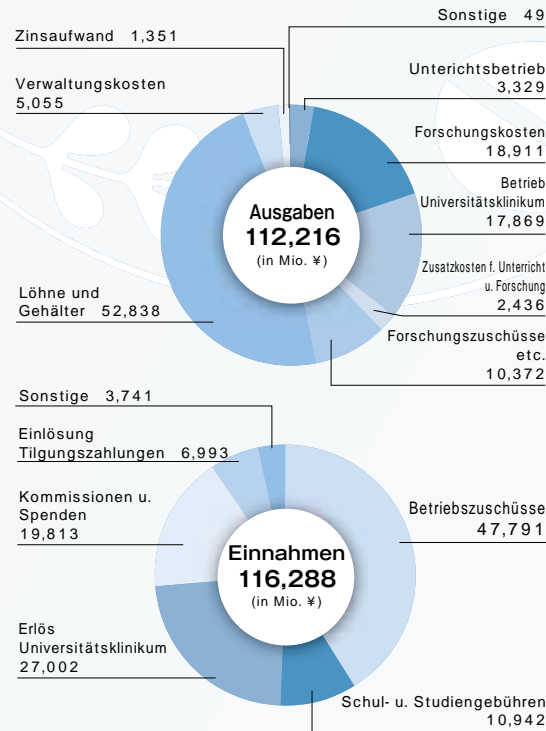 Sonstige 49
Zinsaufwand 1,351
Unterichtsbetrieb
3,329
Verwaltungskosten
5,055
Forschungskosten
18,911
Betrieb
Universitätsklinikum
17,869
Ausgaben
112,216
(in Mio. ¥)
Zusatzkosten f. Unterricht
u. Forschung
2,436
Löhne und
Gehälter 52,838
Forschungszuschüsse
etc.
10,372
Sonstige 3,741
Einlösung
Tilgungszahlungen 6,993
Kommissionen u.
Spenden
19,813
Betriebszuschüsse
47,791
Einnahmen
116,288
(in Mio. ¥)
Erlös
Universitätsklinikum
27,002
Schul- u. Studiengebühren
10,942